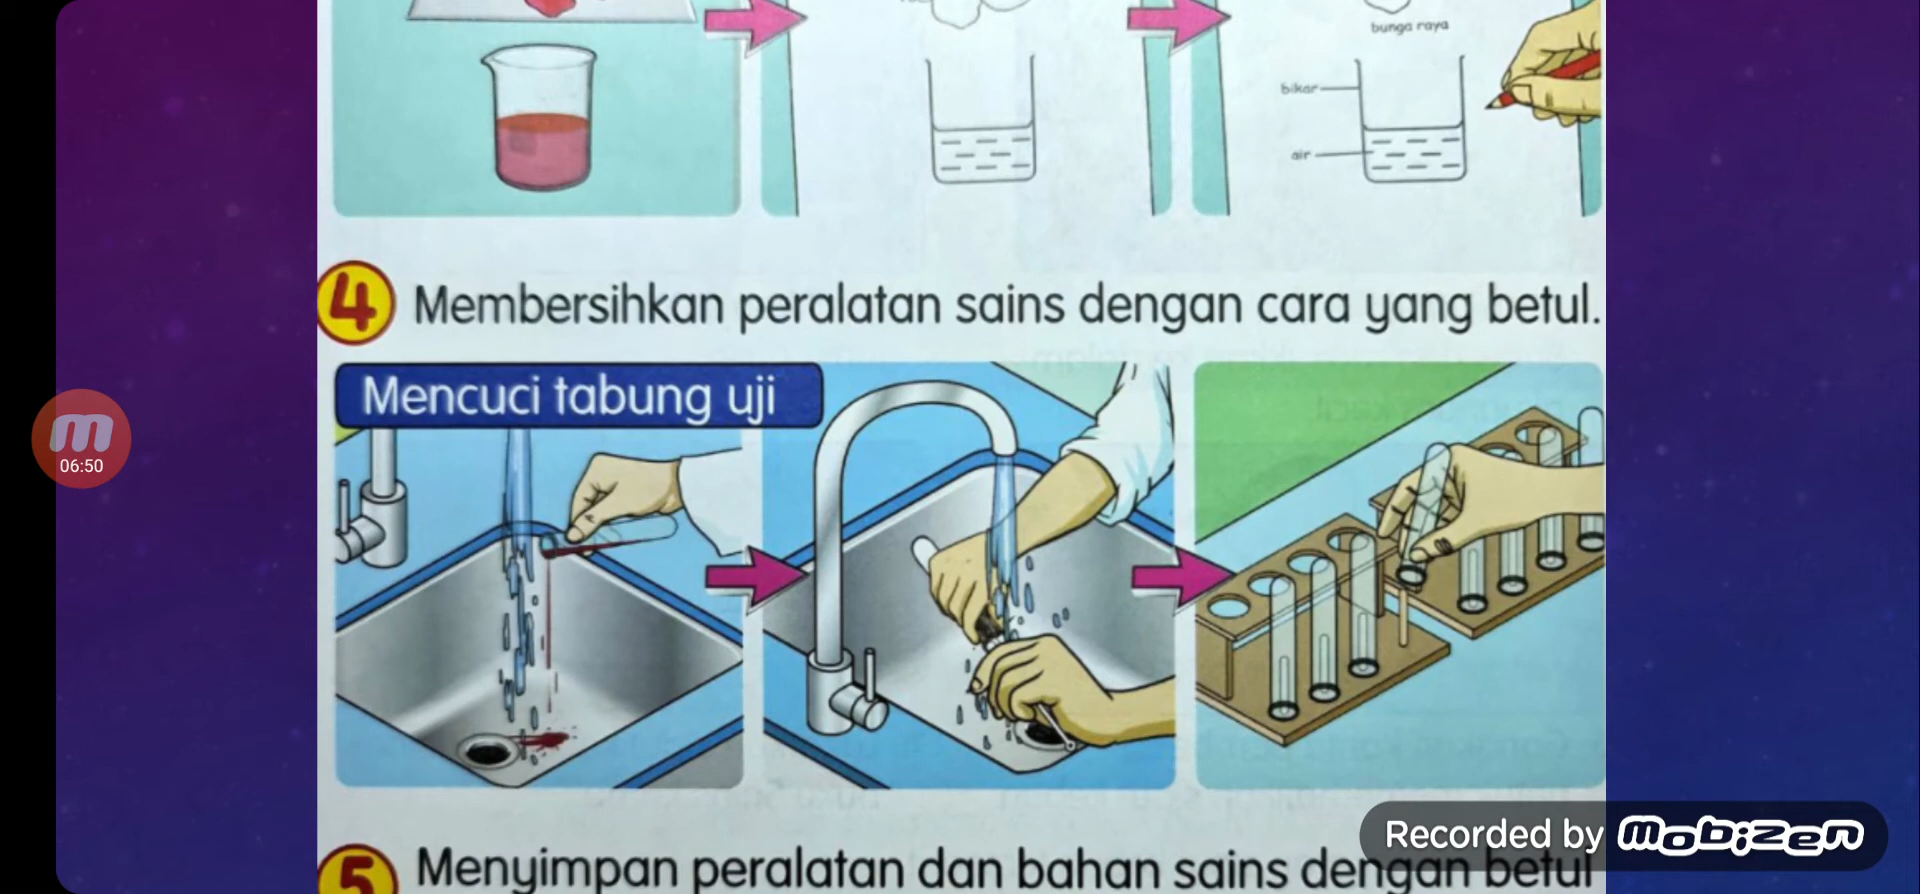 bunga raya
bikar
air
4 Membersihkan peralatan sains dengan cara yang betul.
Mencuci tabung uji
06:50
Recorded by mobizen
5 Menyimpan peralatan dan bahan sains dengan betul